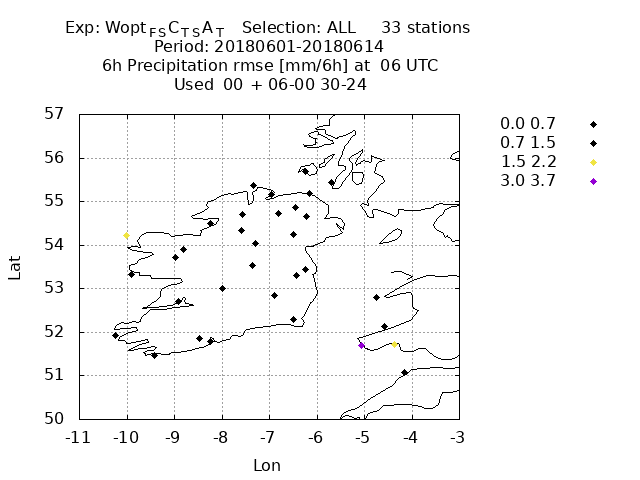 Exp: Wopt FSCTSAT Selection: ALL 33 stations
Period: 20180601-20180614
6h Precipitation rmse [mm/6h] at 06 UTC
Used 00 + 06-00 30-24
57
56
55
54
53
52
51
50
Lat
-11 -10 -9 -8 -7 -6 -5 -4 -3
Lon
0.0 0.7
0.7 1.5
1.5 2.2
3.0 3.7